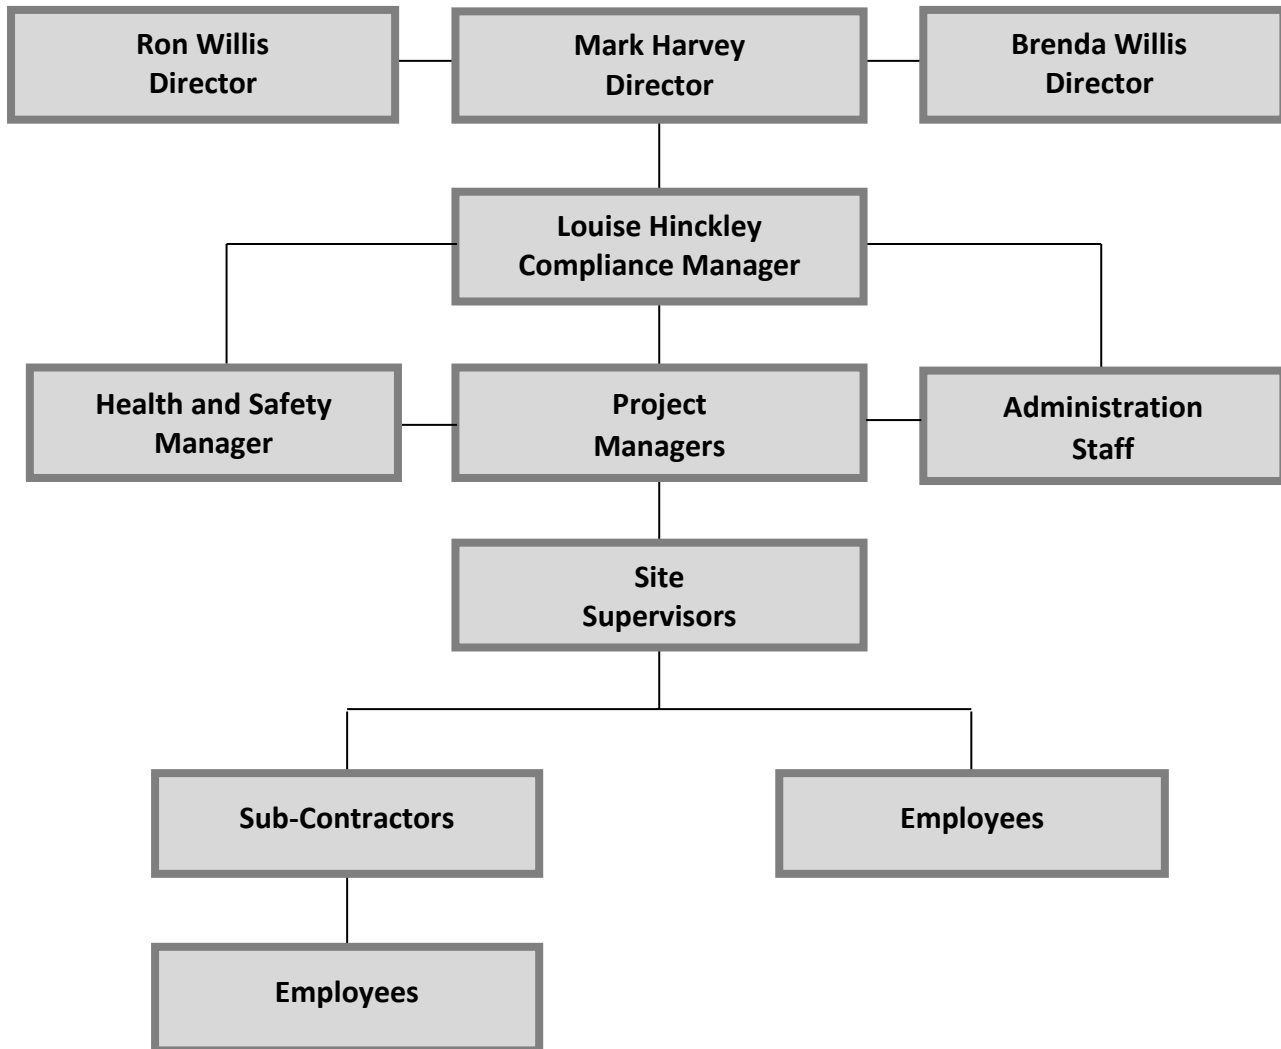 Ron Willis
Director
Mark Harvey
Director
Brenda Willis
Director
Louise Hinckley
Compliance Manager
Health and Safety
Manager
Project
Managers
Administration
Staff
Site
Supervisors
Sub-Contractors
Employees
Employees